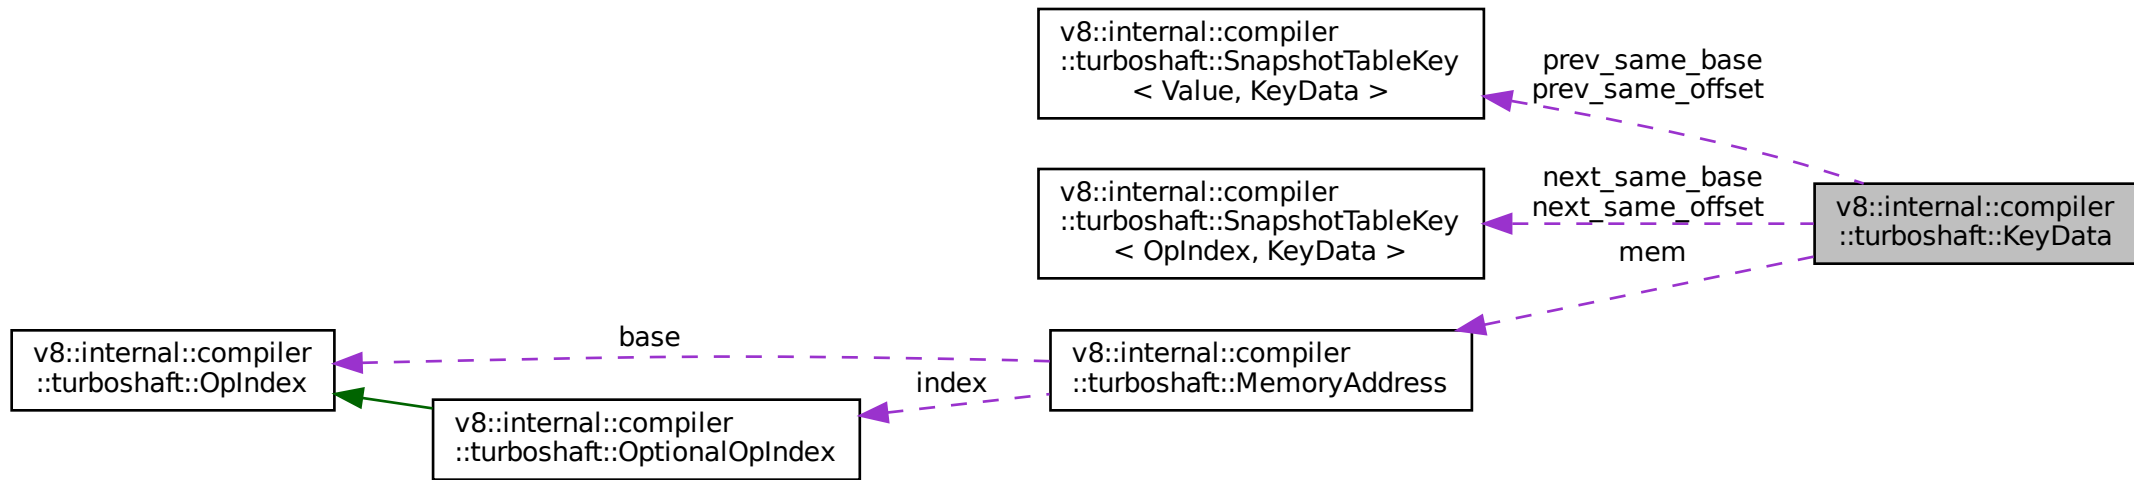 v8::internal::compiler
::turboshaft::SnapshotTableKey
< Value, KeyData >
prev_same_base
prev_same_offset
v8::internal::compiler
::turboshaft::SnapshotTableKey
< OpIndex, KeyData >
next_same_base
next_same_offset
v8::internal::compiler
::turboshaft::KeyData
mem
v8::internal::compiler
::turboshaft::OpIndex
base
v8::internal::compiler
::turboshaft::MemoryAddress
index
v8::internal::compiler
::turboshaft::OptionalOpIndex